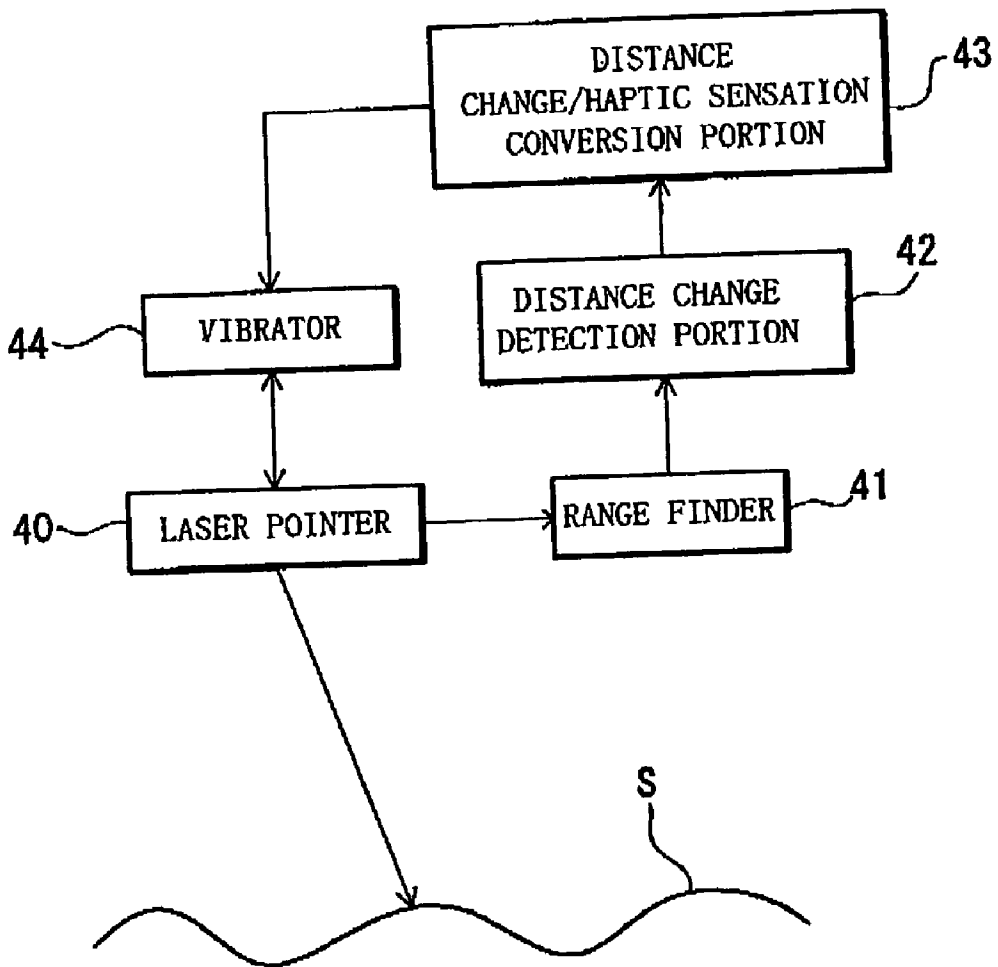 DISTANCE
CHANGE/HAPTIC SENSATION
CONVERSION PORTION
43
DISTANCE CHANGE
DETECTION PORTION
42
VIBRATOR
44
LASER POINTER
40
RANGE FINDER
41
S